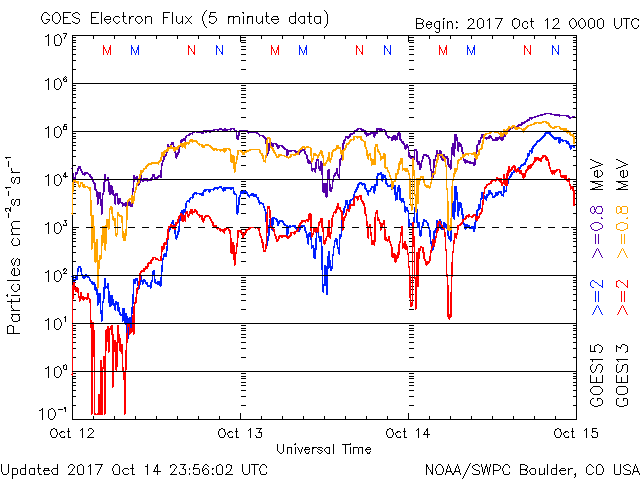 GOES Electron Flux (5 minute data)
Begin: 2017 Oct 12 0000 UTC
10⁷
M M N N M M N N M M N N
10⁶
10⁵
10⁴
10³
10²
10¹
10⁰
10⁻¹
Particles cm⁻²s⁻¹sr⁻¹
Oct 12 Oct 13 Oct 14 Oct 15
Universal Time
GOES15 >=2 >=0.8 MeV
GOES13 >=2 >=0.8 MeV
Updated 2017 Oct 14 23:56:02 UTC
NOAA/SWPC Boulder, CO USA